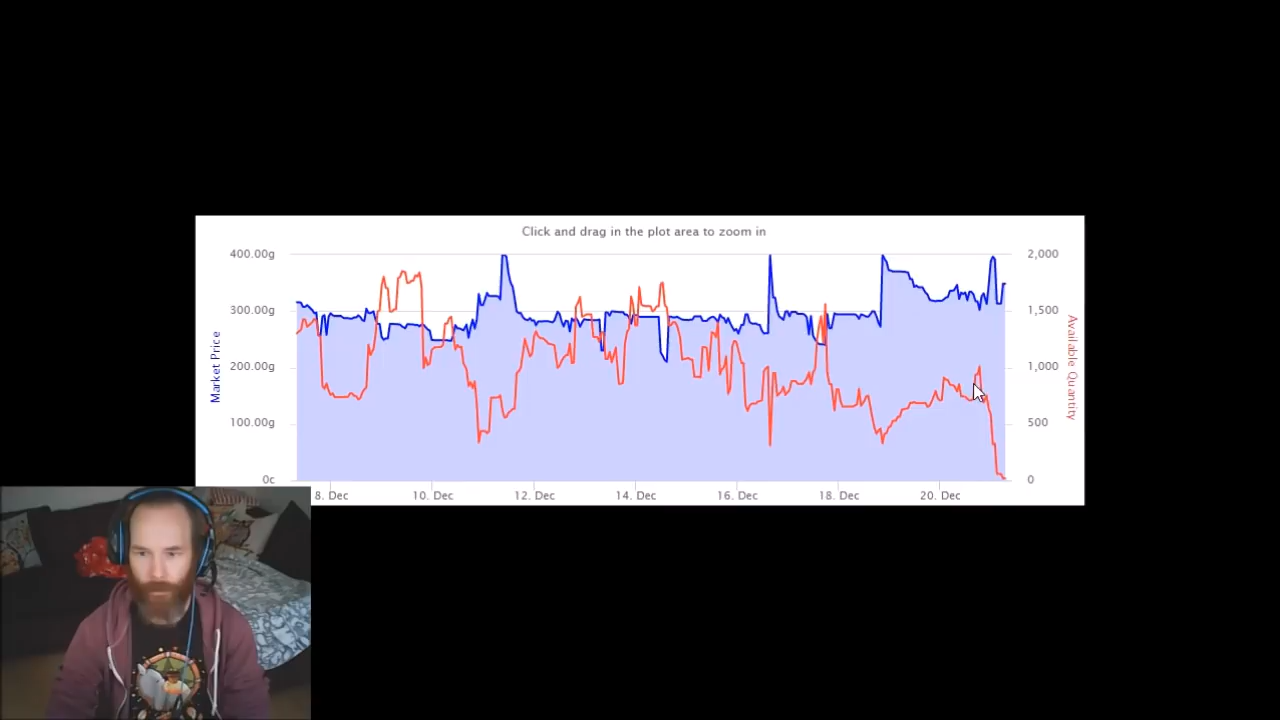 Click and drag in the plot area to zoom in
400.00g
2,000
300.00g
1,500
200.00g
1,000
100.00g
500
0c
0
Market Price
Available Quantity
8. Dec
10. Dec
12. Dec
14. Dec
16. Dec
18. Dec
20. Dec